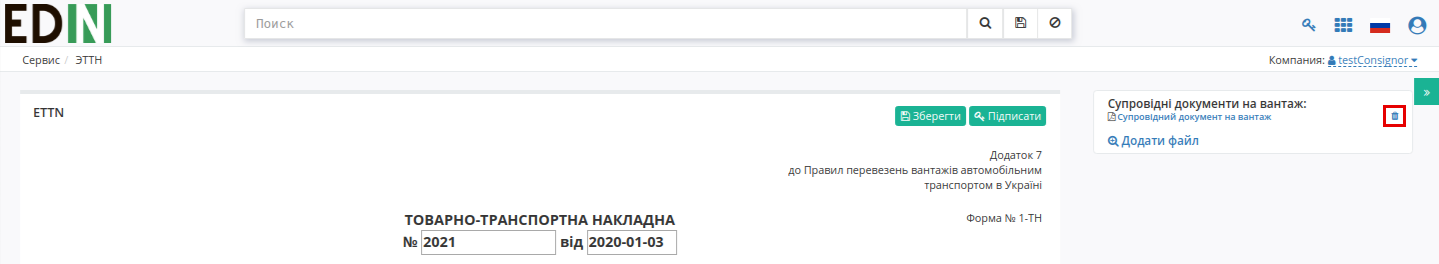 EDIN
Поиск
Сервис / ЭТТН
Компания: testConsignor
»
ETTN
Зберегти
Підписати
Додаток 7
до Правил перевезень вантажів автомобільним
транспортом в Україні
ТОВАРНО-ТРАНСПОРТНА НАКЛАДНА
Форма № 1-ТН
№ 2021 від 2020-01-03
Супровідні документи на вантаж:
Супровідний документ на вантаж
Додати файл